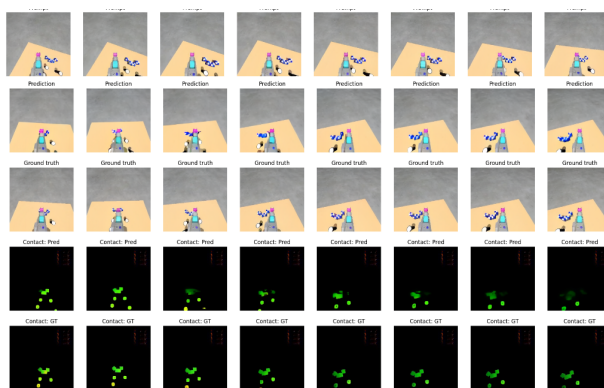 Prediction Prediction Prediction Prediction Prediction Prediction Prediction Prediction
Ground truth Ground truth Ground truth Ground truth Ground truth Ground truth Ground truth Ground truth
Contact: Pred Contact: Pred Contact: Pred Contact: Pred Contact: Pred Contact: Pred Contact: Pred Contact: Pred
Contact: GT Contact: GT Contact: GT Contact: GT Contact: GT Contact: GT Contact: GT Contact: GT